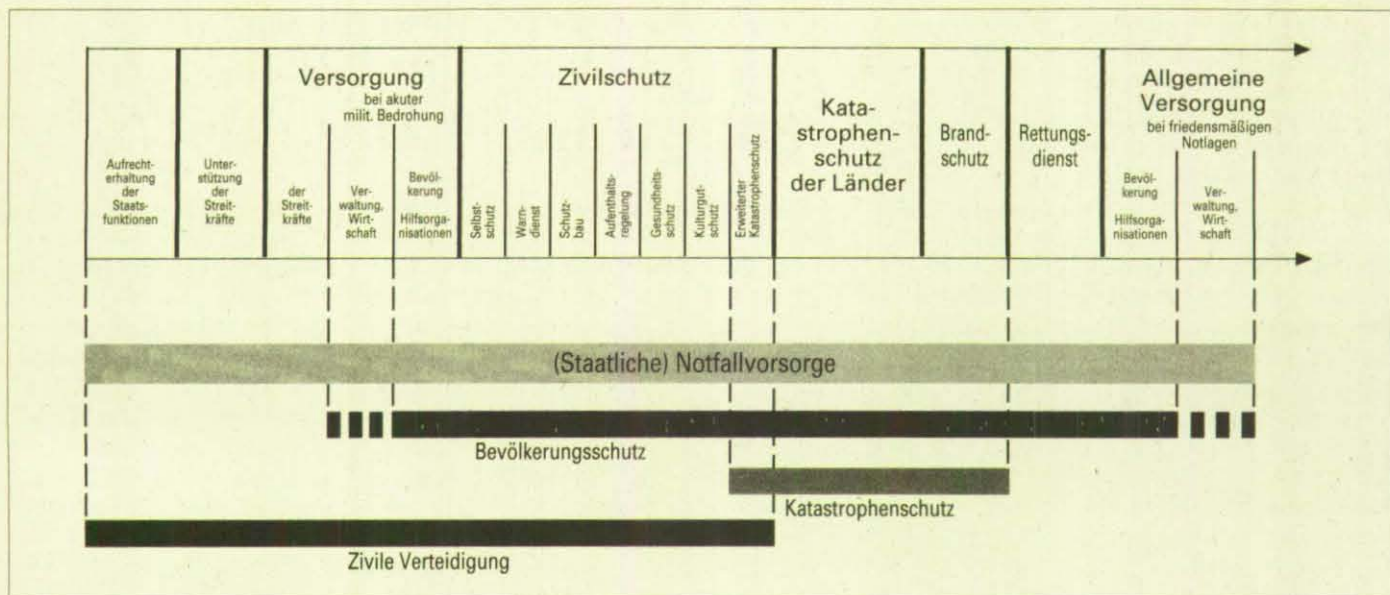 Aufrecht-
erhaltung
der
Staats-
funktionen
Unter-
stützung
der
Streit-
kräfte
Versorgung
bei akuter
milit. Bedrohung
der
Streit-
kräfte
Ver-
waltung,
Wirt-
schaft
Bevöl-
kerung
Hilfsorga-
nisationen
Zivilschutz
Selbst-
schutz
Warn-
dienst
Schutz-
bau
Aufenthalts-
regelung
Gesundheits-
schutz
Kulturgut-
schutz
Erweiterter
Katastrophenschutz
Kata-
strophen-
schutz
der Länder
Brand-
schutz
Rettungs-
dienst
Allgemeine
Versorgung
bei friedensmäßigen
Notlagen
Bevöl-
kerung
Hilfsorga-
nisationen
Ver-
waltung,
Wirt-
schaft
(Staatliche) Notfallvorsorge
Bevölkerungsschutz
Katastrophenschutz
Zivile Verteidigung